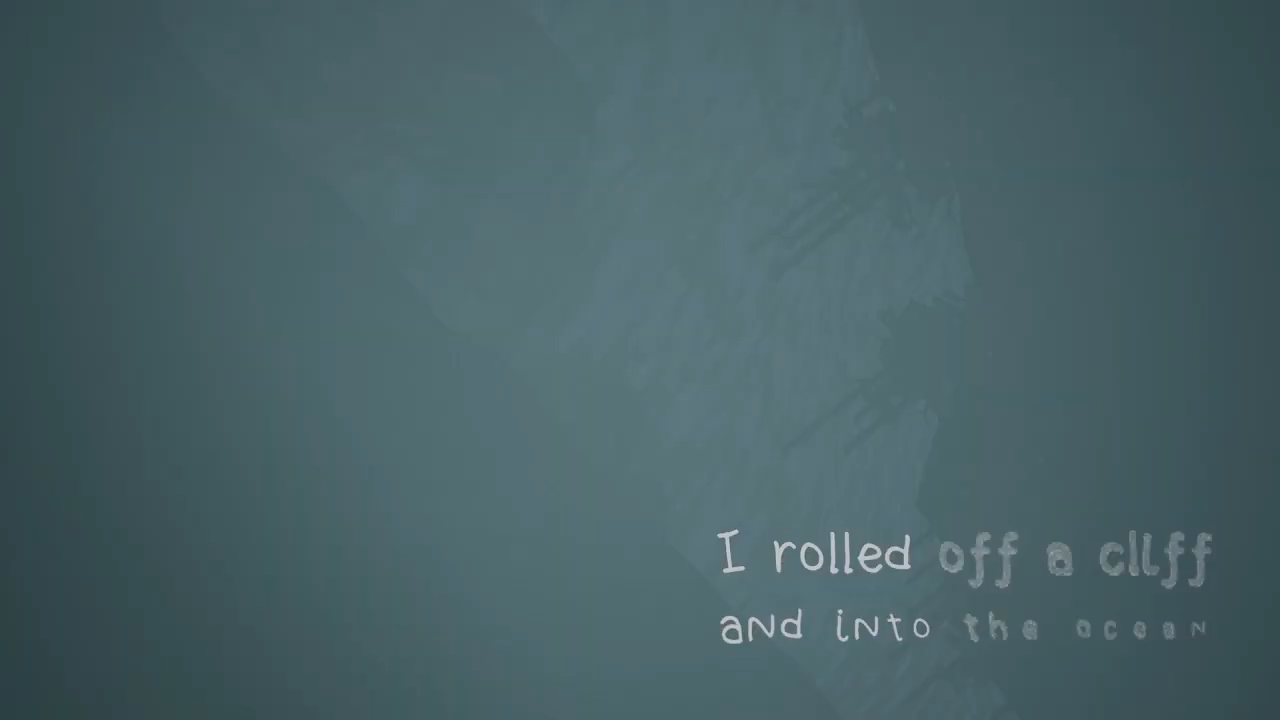 I rolled off a cliff
and into the ocean